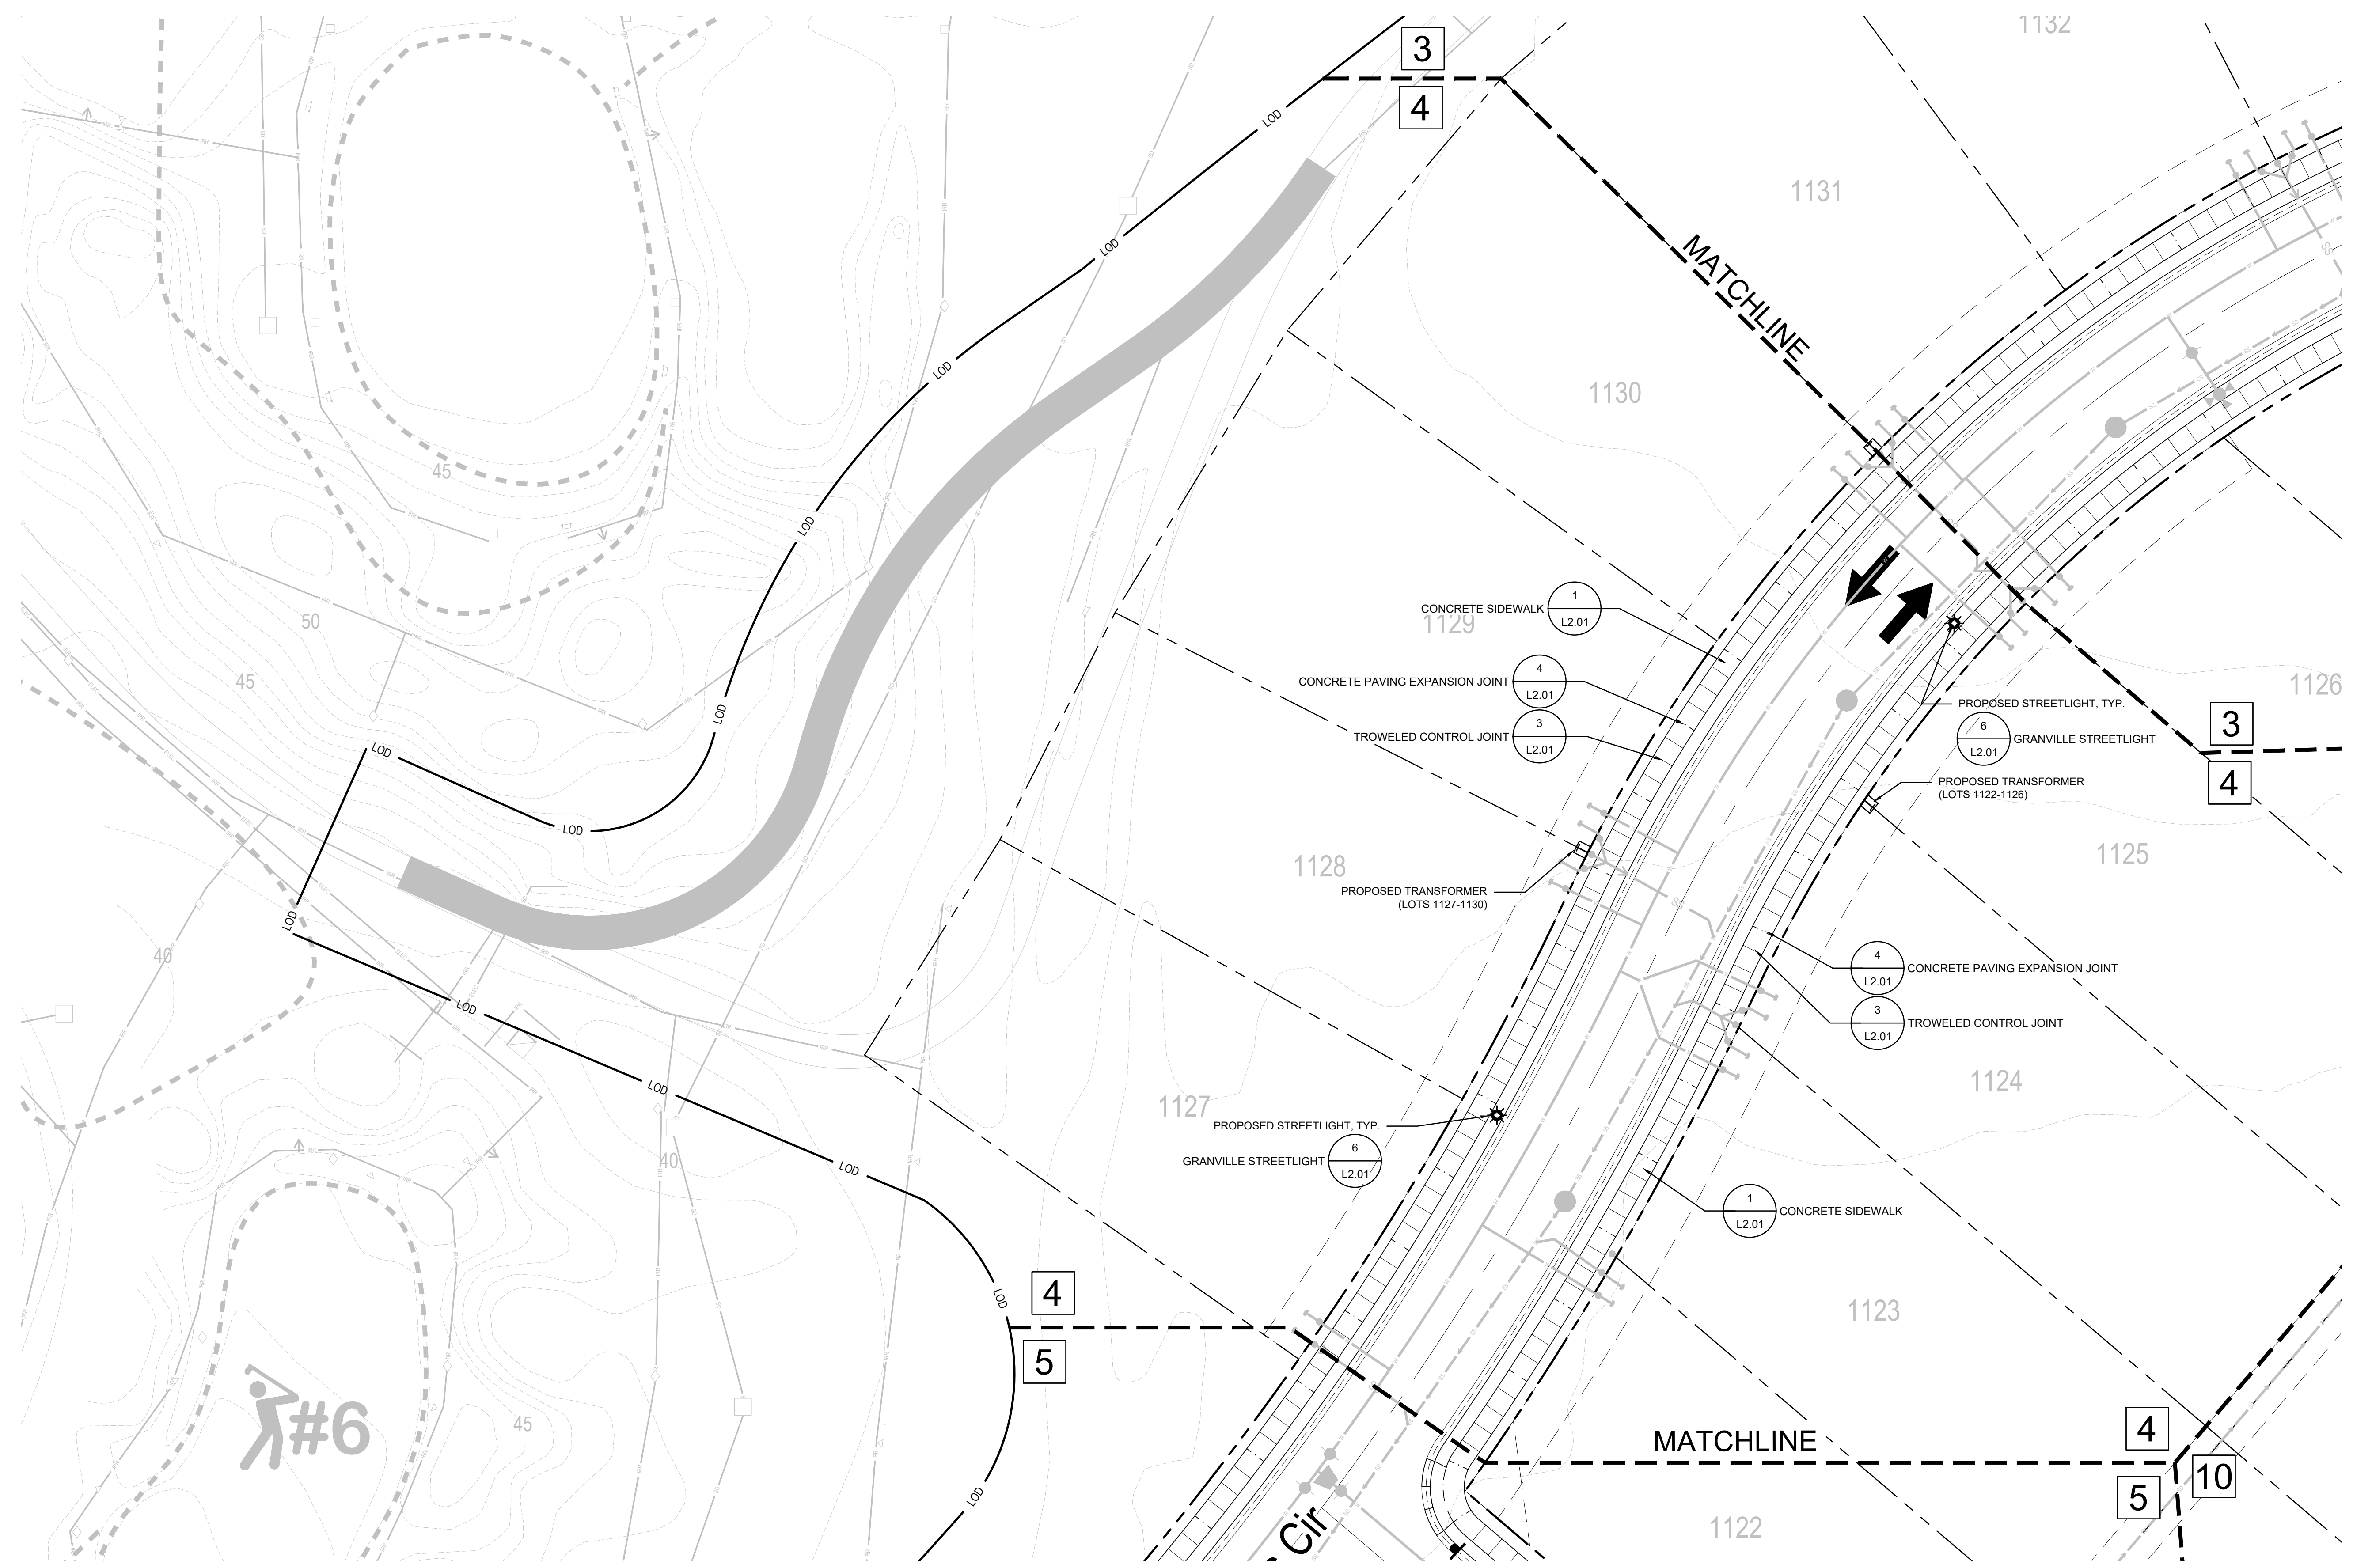 1132
3
4
LOD
1131
LOD
MATCHLINE
LOD
1130
45
LOD
1
L2.01
CONCRETE SIDEWALK
1129
50
4
L2.01
CONCRETE PAVING EXPANSION JOINT
45
LOD
3
L2.01
TROWELED CONTROL JOINT
1126
PROPOSED STREETLIGHT, TYP.
6
L2.01
GRANVILLE STREETLIGHT
3
4
LOD
PROPOSED TRANSFORMER
(LOTS 1122-1126)
LOD
1128
1125
PROPOSED TRANSFORMER
(LOTS 1127-1130)
SS
LOD
40
4
L2.01
CONCRETE PAVING EXPANSION JOINT
LOD
3
L2.01
TROWELED CONTROL JOINT
LOD
1124
1127
PROPOSED STREETLIGHT, TYP.
6
L2.01
GRANVILLE STREETLIGHT
40
LOD
1
L2.01
CONCRETE SIDEWALK
LOD
4
5
1123
#6
45
MATCHLINE
4
5
10
LOD
Cir
1122